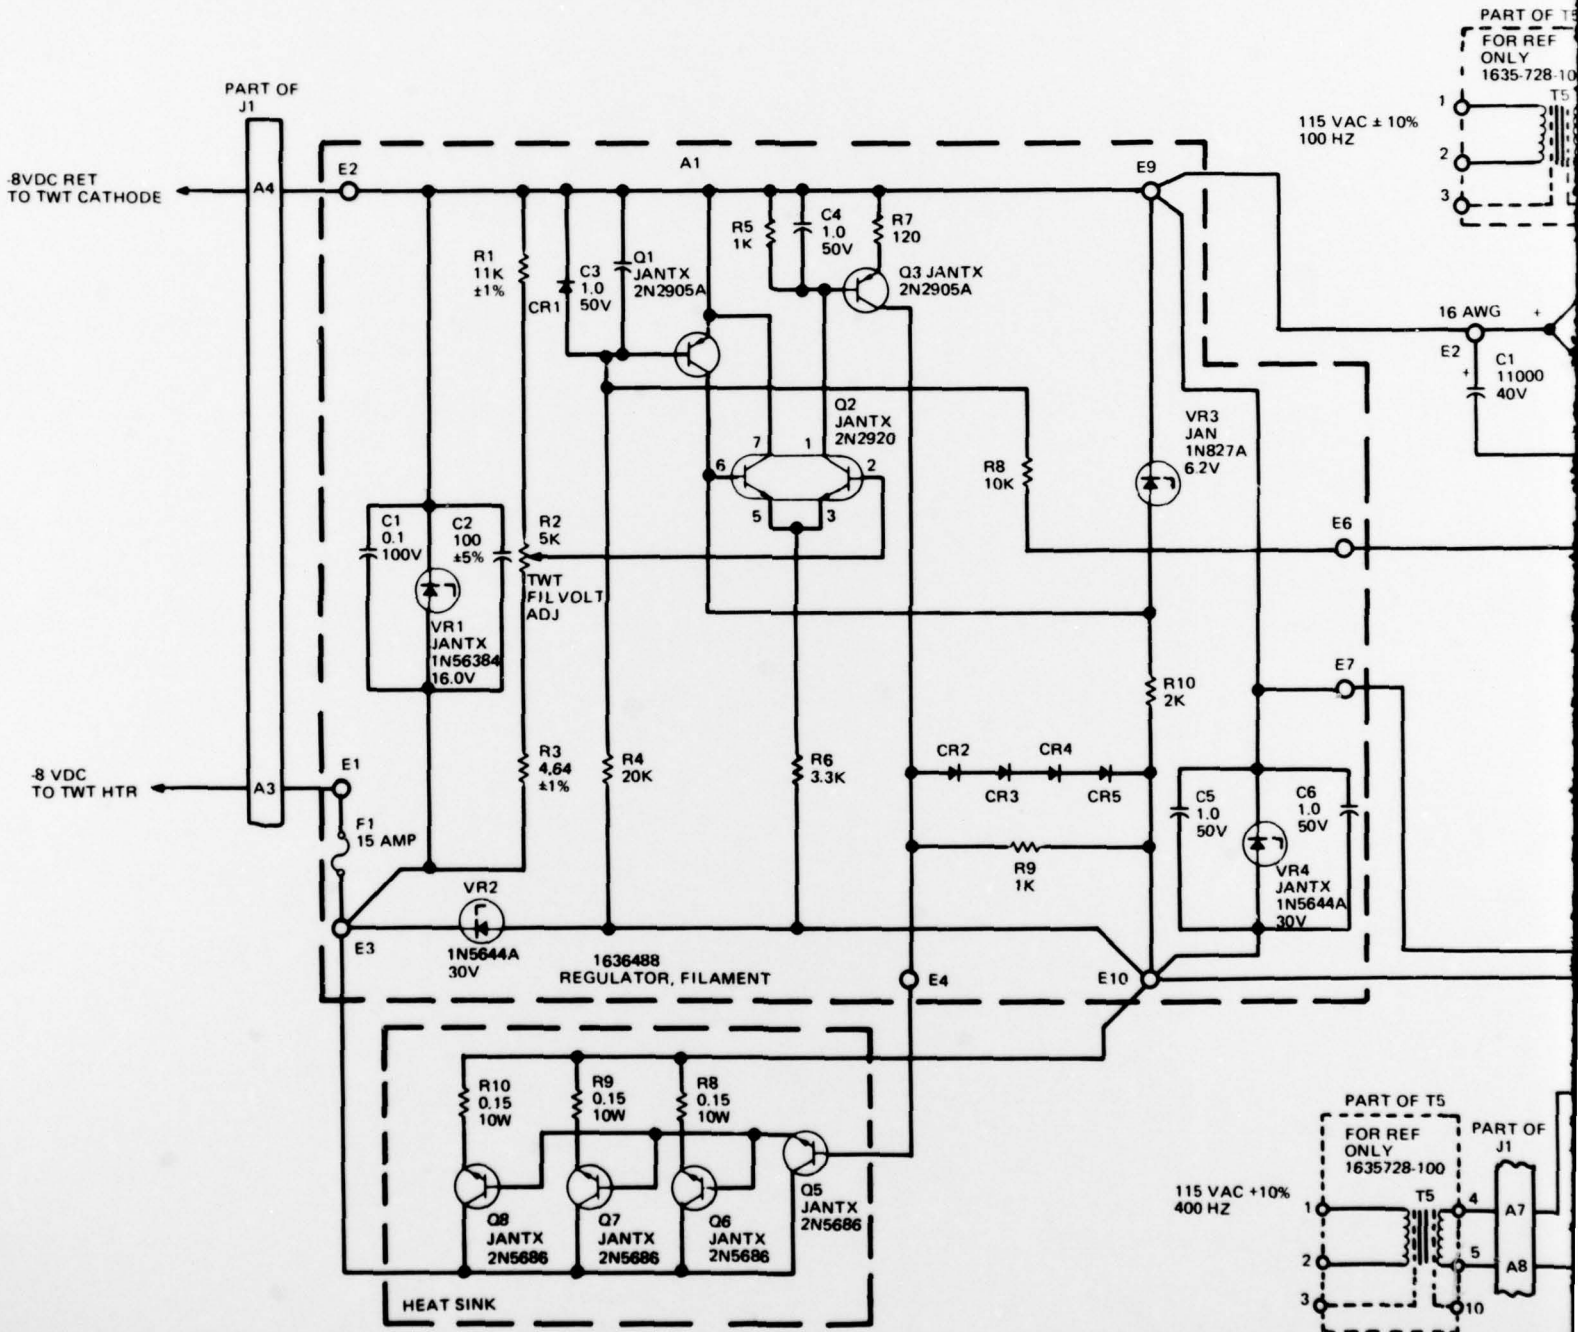 PART OF T5
FOR REF
ONLY
1635-728-10
T5
1
2
3
115 VAC ± 10%
100 HZ
PART OF
J1
-8VDC RET
TO TWT CATHODE
A4
E2
A1
E9
R1
11K
±1%
CR1
C3
1.0
50V
Q1
JANTX
2N2905A
R5
1K
C4
1.0
50V
R7
120
Q3 JANTX
2N2905A
16 AWG
+
E2
+
C1
11000
40V
Q2
JANTX
2N2920
7
1
6
2
5
3
R8
10K
VR3
JAN
1N827A
6.2V
E6
C1
0.1
100V
C2
100
±5%
R2
5K
TWT
FIL VOLT
ADJ
VR1
JANTX
1N56384
16.0V
R10
2K
E7
-8 VDC
TO TWT HTR
A3
E1
F1
15 AMP
R3
4.64
±1%
R4
20K
R6
3.3K
CR2
CR4
CR3
CR5
R9
1K
C5
1.0
50V
C6
1.0
50V
VR4
JANTX
1N5644A
30V
VR2
1N5644A
30V
E3
1636488
REGULATOR, FILAMENT
E4
E10
R10
0.15
10W
R9
0.15
10W
R8
0.15
10W
Q8
JANTX
2N5686
Q7
JANTX
2N5686
Q6
JANTX
2N5686
Q5
JANTX
2N5686
HEAT SINK
PART OF T5
FOR REF
ONLY
1635728-100
PART OF
J1
115 VAC +10%
400 HZ
1
2
3
T5
4
5
10
A7
A8